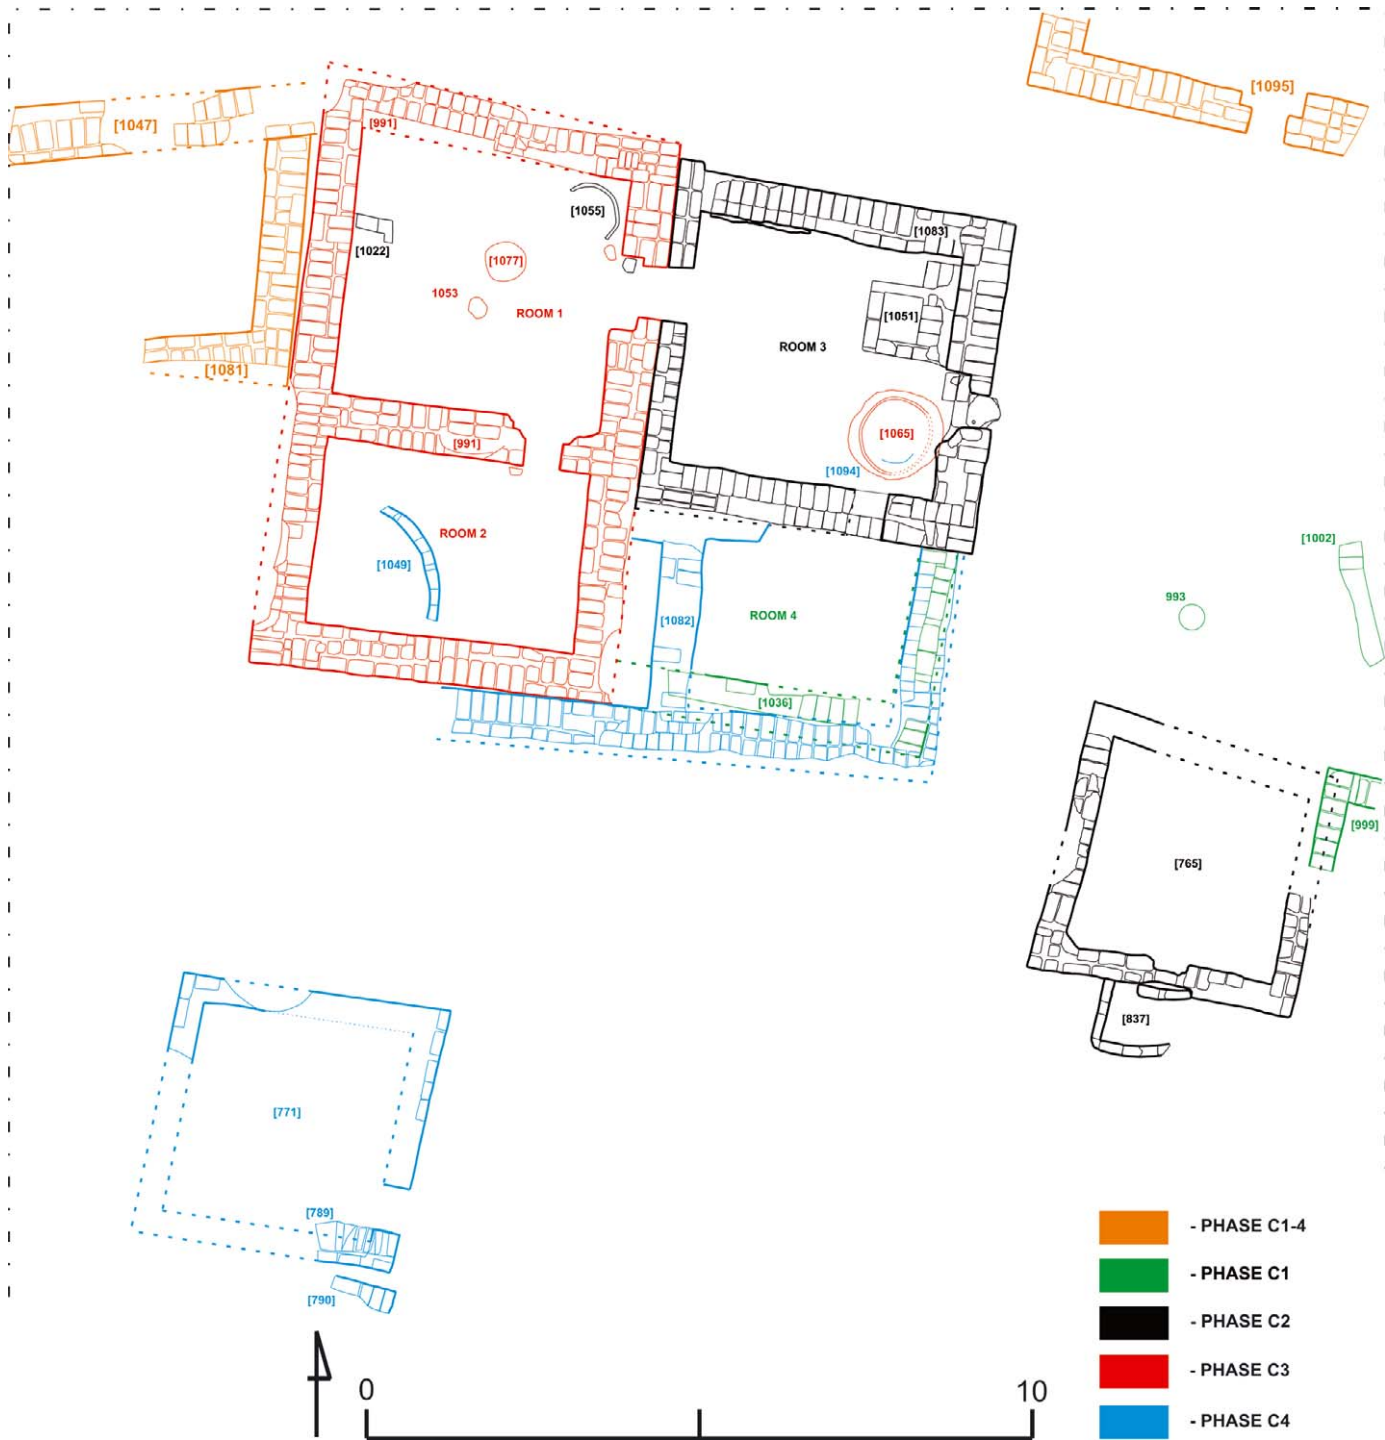 [1095]
[1047]
[991]
[1055]
[1083]
[1022]
[1077]
1053
ROOM 1
[1051]
ROOM 3
[1081]
[991]
[1065]
[1094]
ROOM 2
[1002]
[1049]
993
ROOM 4
[1082]
[1036]
[999]
[765]
[837]
[771]
[789]
[790]
- PHASE C1-4
- PHASE C1
- PHASE C2
- PHASE C3
- PHASE C4
0 10